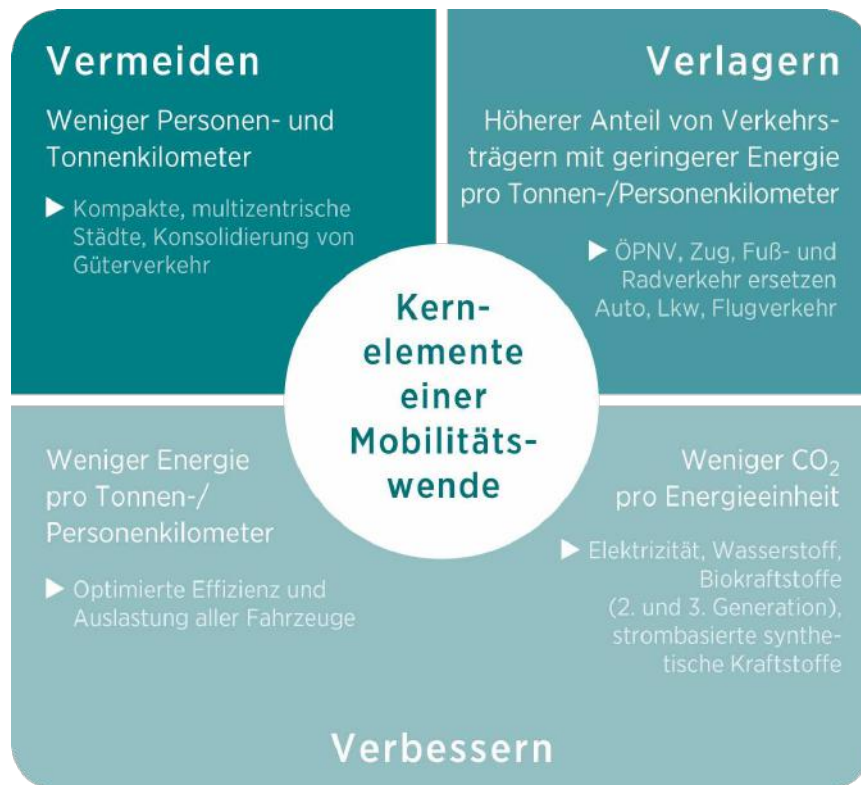 Vermeiden
Weniger Personen- und
Tonnenkilometer
▶ Kompakte, multizentrische
Städte, Konsolidierung von
Güterverkehr
Verlagern
Höherer Anteil von Verkehrs-
trägern mit geringerer Energie
pro Tonnen-/Personenkilometer
▶ ÖPNV, Zug, Fuß- und
Radverkehr ersetzen
Auto, Lkw, Flugverkehr
Kern-
elemente
einer
Mobilitäts-
wende
Weniger Energie
pro Tonnen-/
Personenkilometer
▶ Optimierte Effizienz und
Auslastung aller Fahrzeuge
Weniger CO₂
pro Energieeinheit
▶ Elektrizität, Wasserstoff,
Biokraftstoffe
(2. und 3. Generation),
strombasierte synthe-
tische Kraftstoffe
Verbessern